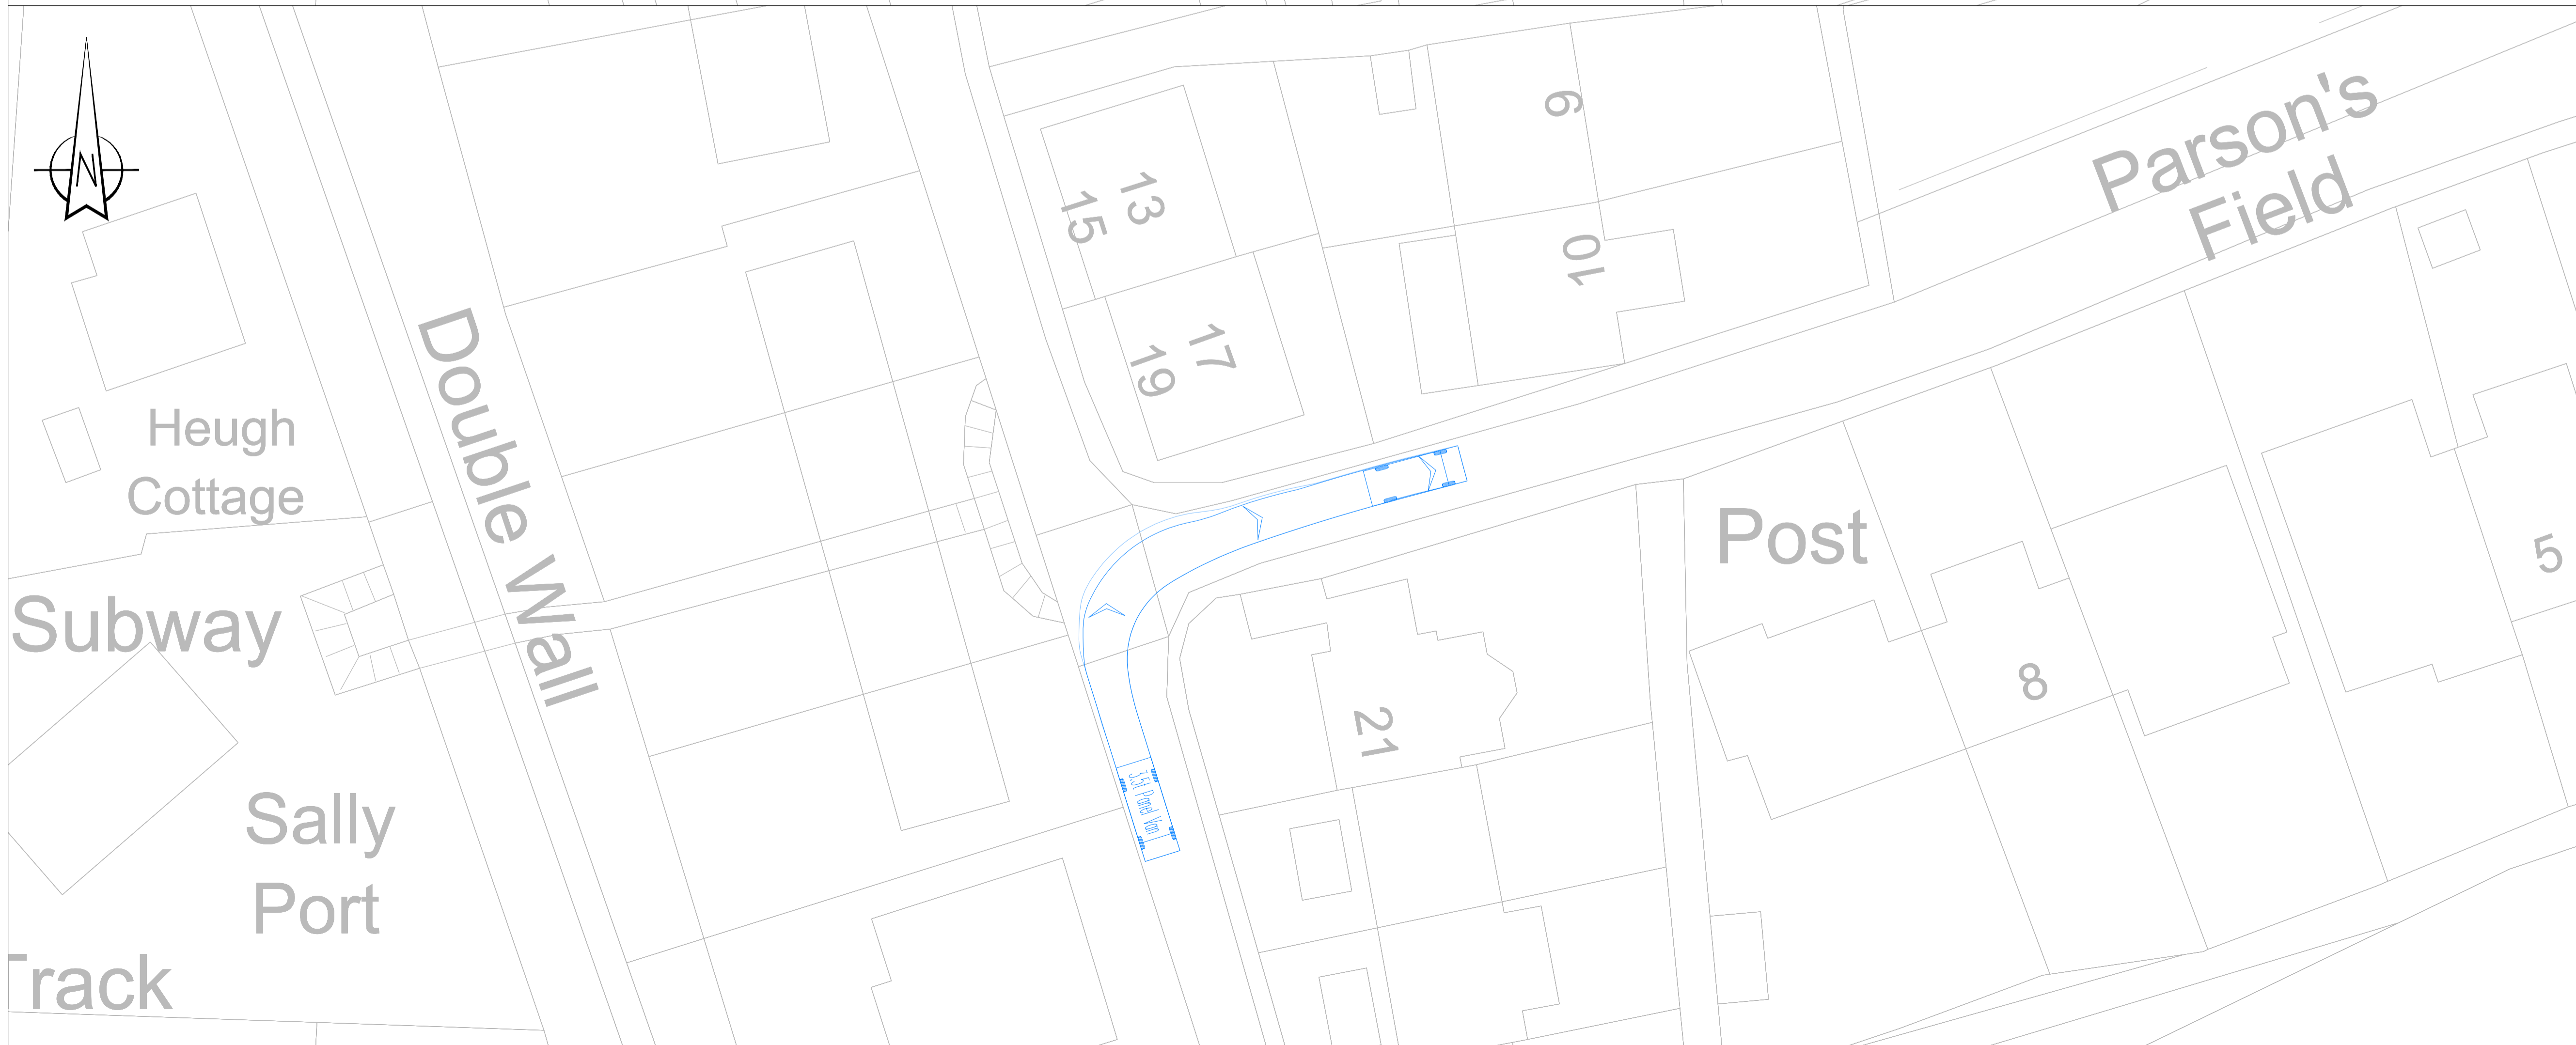 N
Parson's
Field
9
13
15
10
17
19
Double Wall
Heugh
Cottage
Post
5
Subway
8
21
3.5t Panel Van
Sally
Port
Track